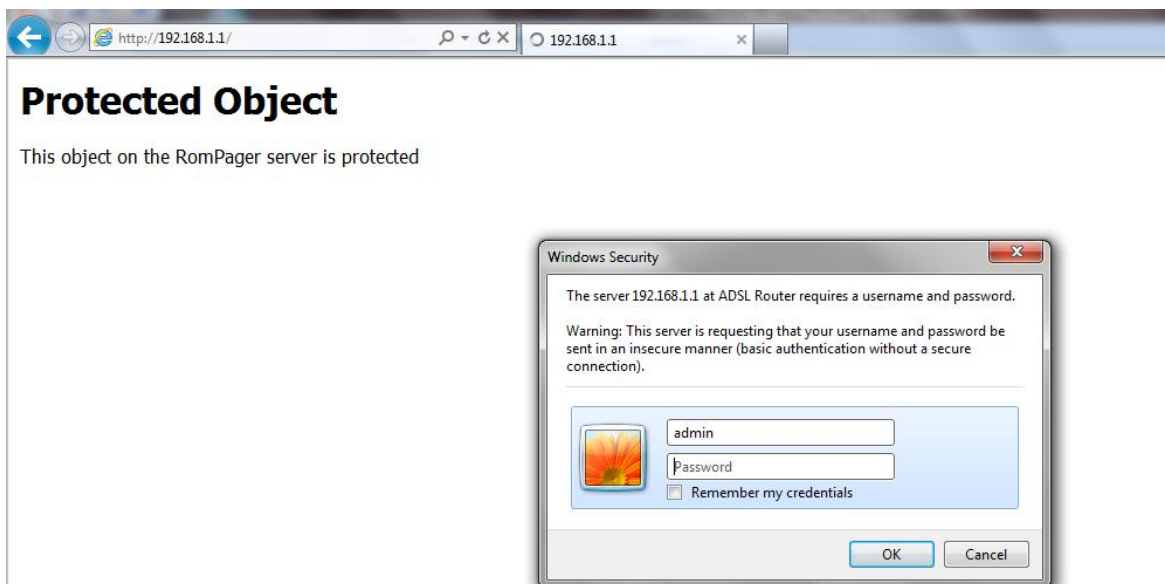 http://192.168.1.1/
192.168.1.1
Protected Object
This object on the RomPager server is protected
Windows Security
The server 192.168.1.1 at ADSL Router requires a username and password.
Warning: This server is requesting that your username and password be
sent in an insecure manner (basic authentication without a secure
connection).
admin
Password
Remember my credentials
OK
Cancel